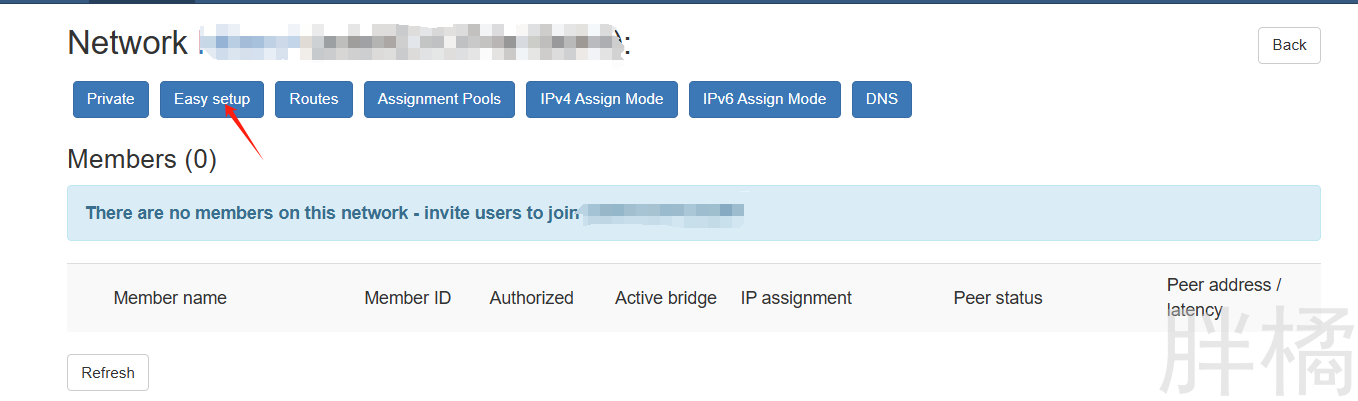 Network
Back
Private Easy setup Routes Assignment Pools IPv4 Assign Mode IPv6 Assign Mode DNS
Members (0)
There are no members on this network - invite users to join
Member name Member ID Authorized Active bridge IP assignment Peer status Peer address / latency
Refresh
胖橘